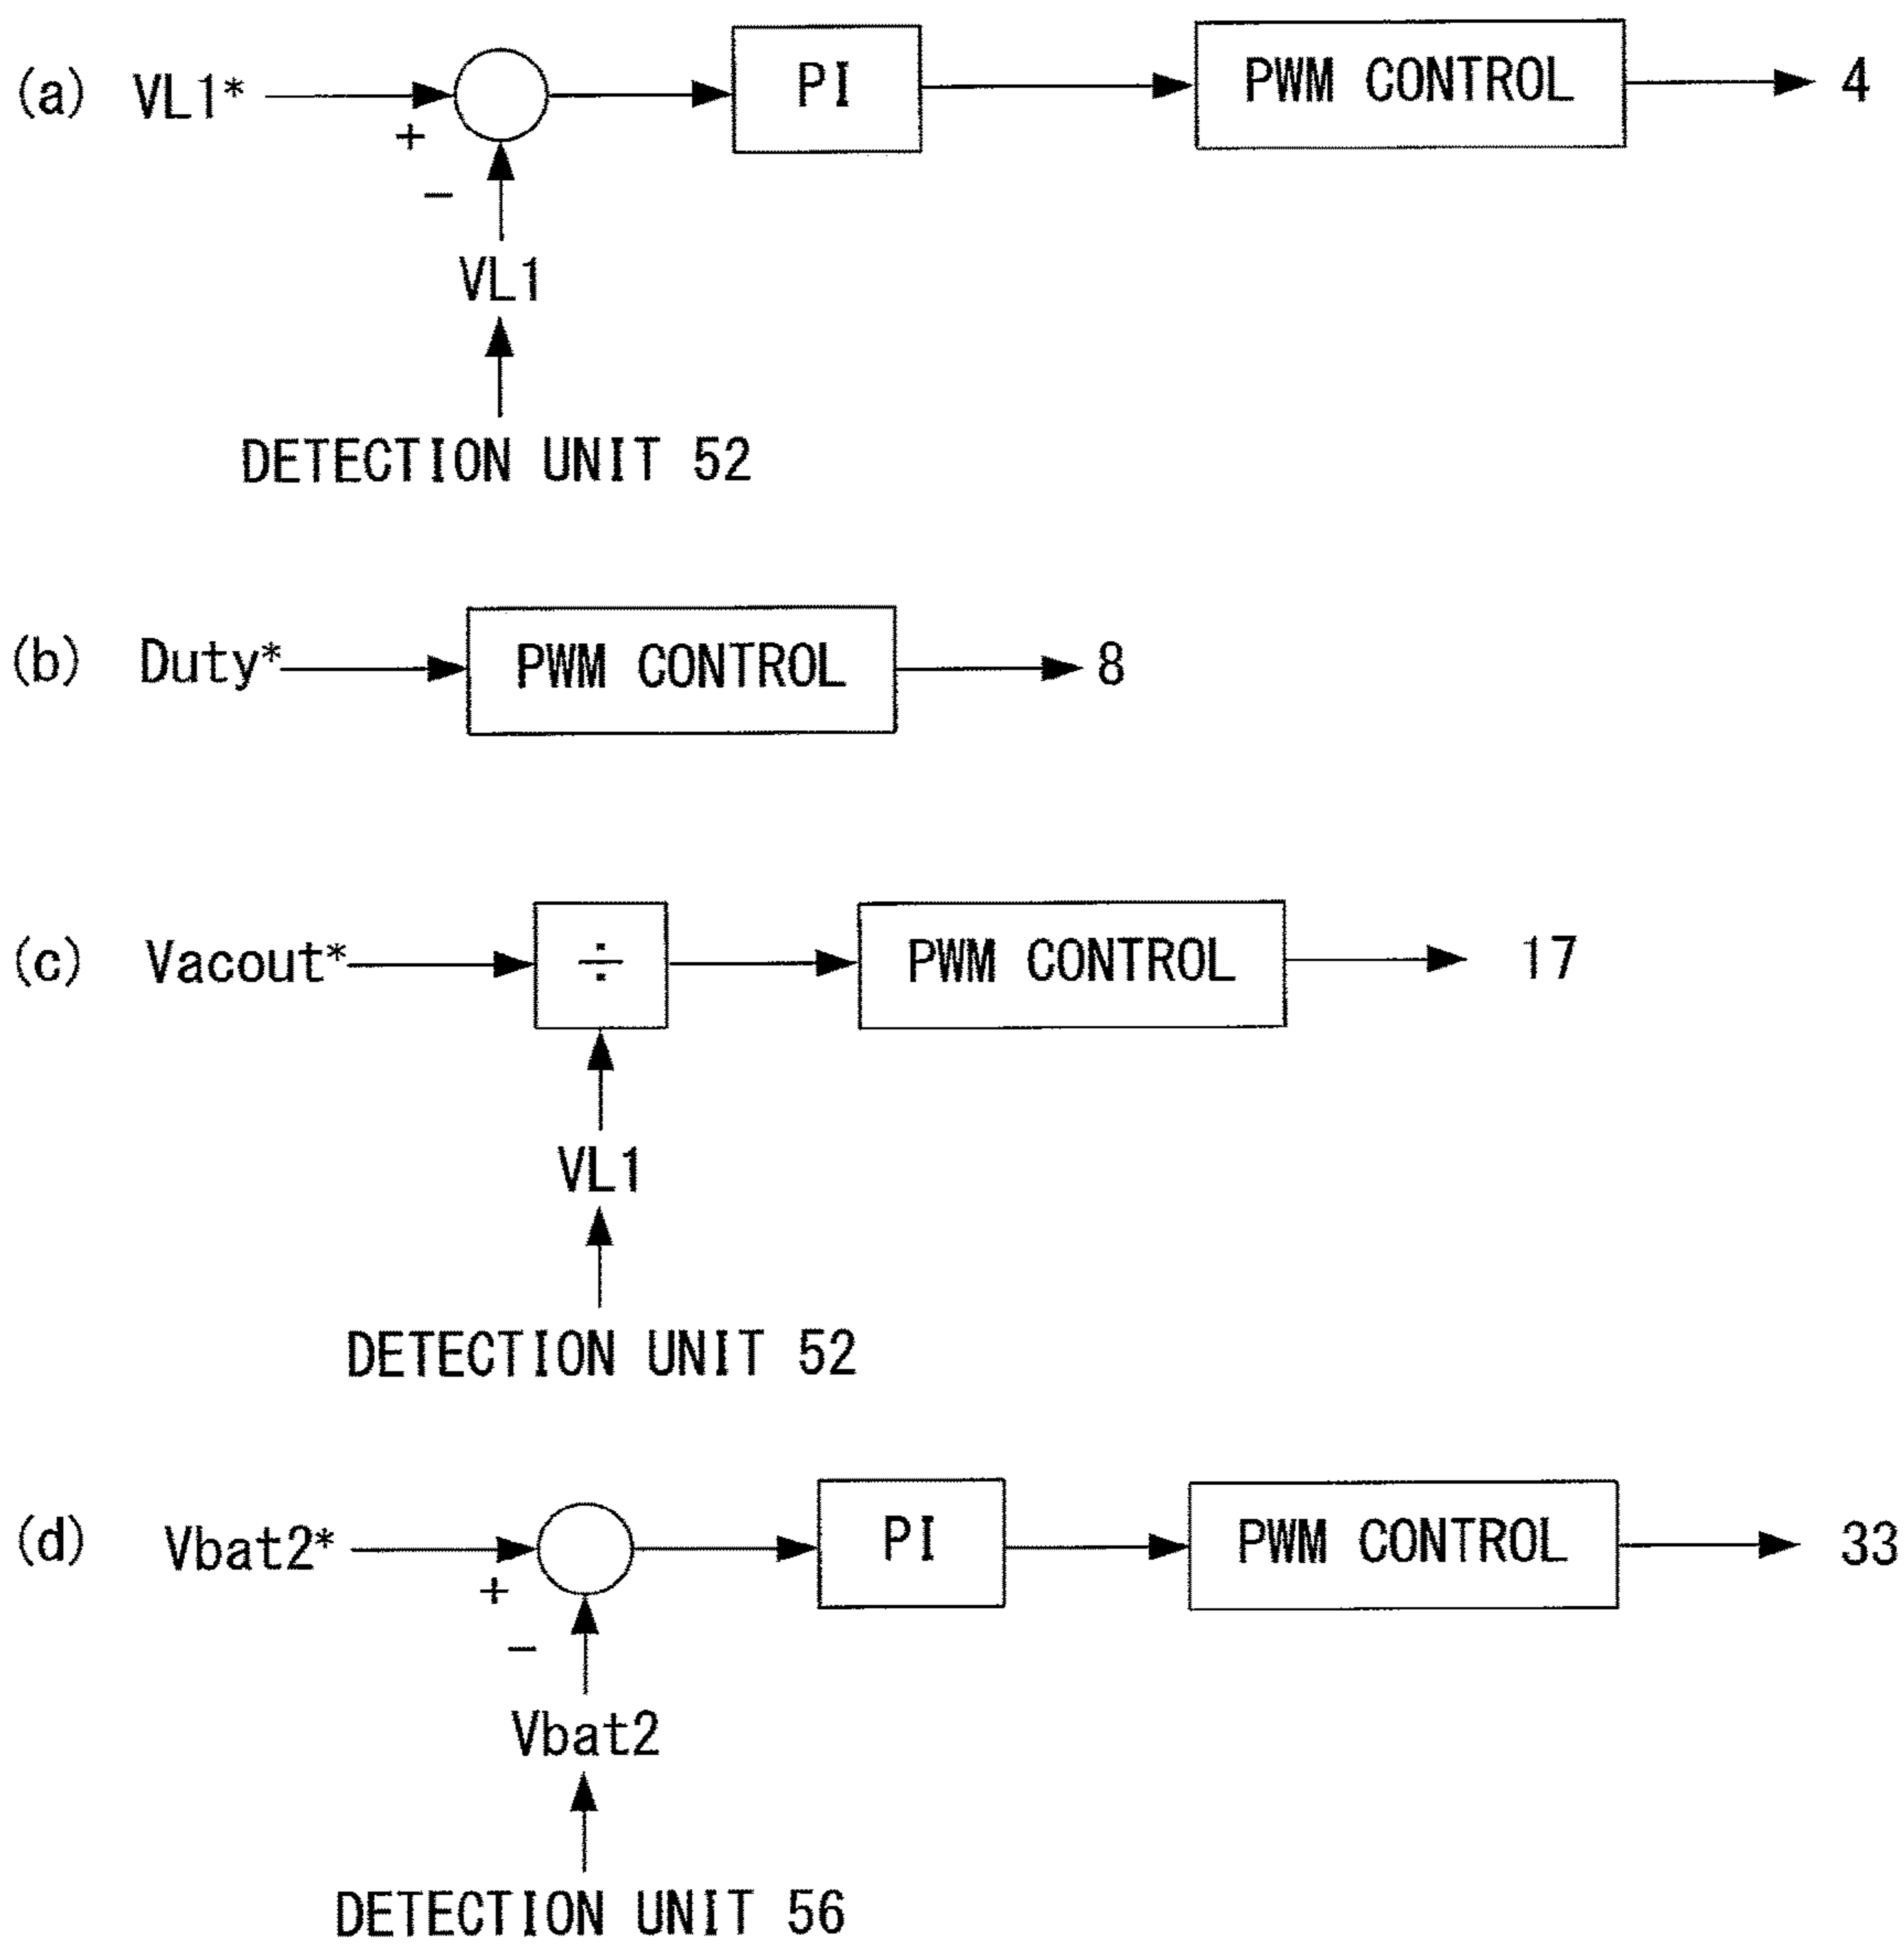 (a) VL1* PI PWM CONTROL 4
+
−
VL1
DETECTION UNIT 52
(b) Duty* PWM CONTROL 8
(c) Vacout* ÷ PWM CONTROL 17
VL1
DETECTION UNIT 52
(d) Vbat2* PI PWM CONTROL 33
+
−
Vbat2
DETECTION UNIT 56